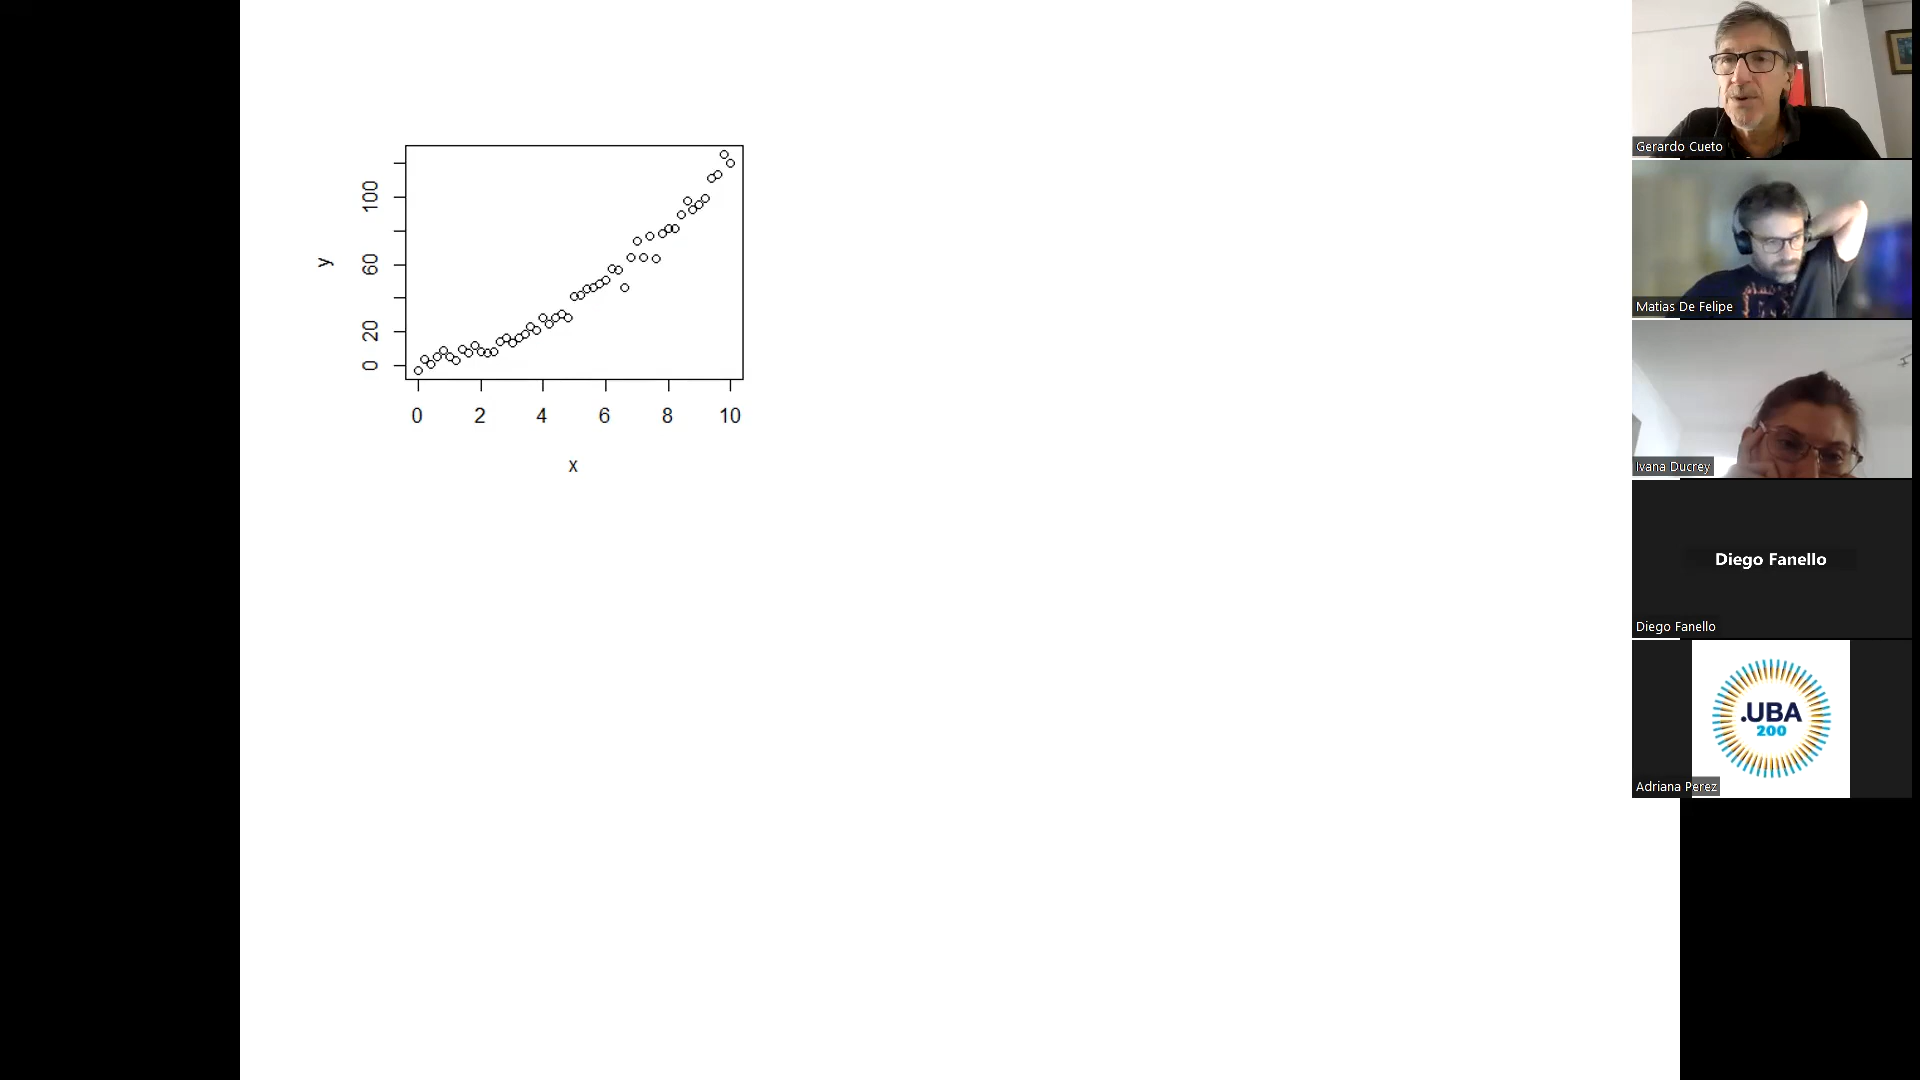 y
100
60
20
0
0 2 4 6 8 10
x
Gerardo Cueto
Matias De Felipe
Ivana Ducrey
Diego Fanello
Diego Fanello
.UBA
200
Adriana Perez